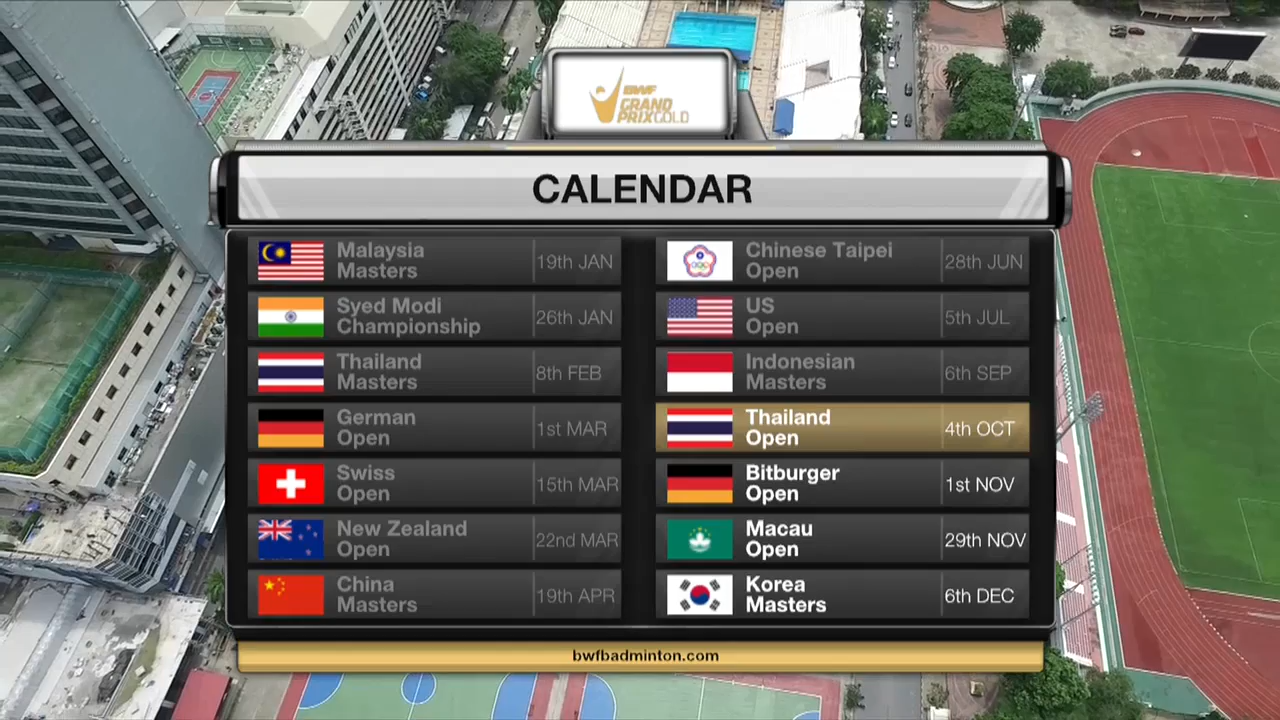 BWF
GRAND
PRIXGOLD
CALENDAR
Malaysia
Masters
19th JAN
Syed Modi
Championship
26th JAN
Thailand
Masters
8th FEB
German
Open
1st MAR
Swiss
Open
15th MAR
New Zealand
Open
22nd MAR
China
Masters
19th APR
Chinese Taipei
Open
28th JUN
US
Open
5th JUL
Indonesian
Masters
6th SEP
Thailand
Open
4th OCT
Bitburger
Open
1st NOV
Macau
Open
29th NOV
Korea
Masters
6th DEC
bwfbadminton.com